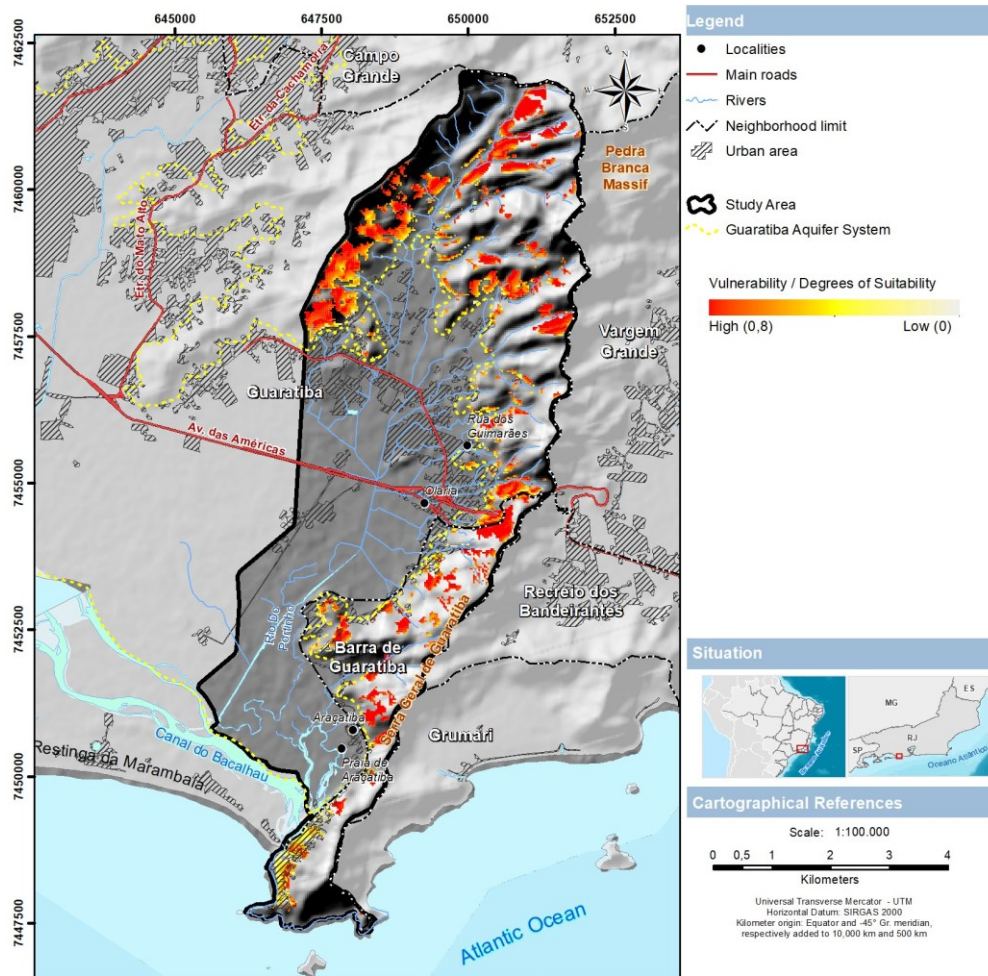 645000
647500
650000
652500
7462500
7460000
7457500
7455000
7452500
7450000
7447500
Campo
Grande
Etr. da Cachamorra
Etr. do Mato Alto
N
W
E
S
Pedra
Branca
Massif
Vargem
Grande
Guaratiba
Rua dos
Guimarães
Av. das Américas
Olaria
Recreio dos
Bandeirantes
Rio Do
Portinho
Barra de
Guaratiba
Serra Geral de Guaratiba
Araçatiba
Grumári
Canal do Bacalhau
Praia de
Araçatiba
Restinga da Marambaia
Atlantic Ocean
Legend
Localities
Main roads
Rivers
Neighborhood limit
Urban area
Study Area
Guaratiba Aquifer System
Vulnerability / Degrees of Suitability
High (0,8)
Low (0)
Situation
MG
ES
RJ
SP
Oceano Atlântico
Cartographical References
Scale: 1:100.000
0 0,5 1 2 3 4
Kilometers
Universal Transverse Mercator - UTM
Horizontal Datum: SIRGAS 2000
Kilometer origin: Equator and -45° Gr. meridian,
respectively added to 10,000 km and 500 km